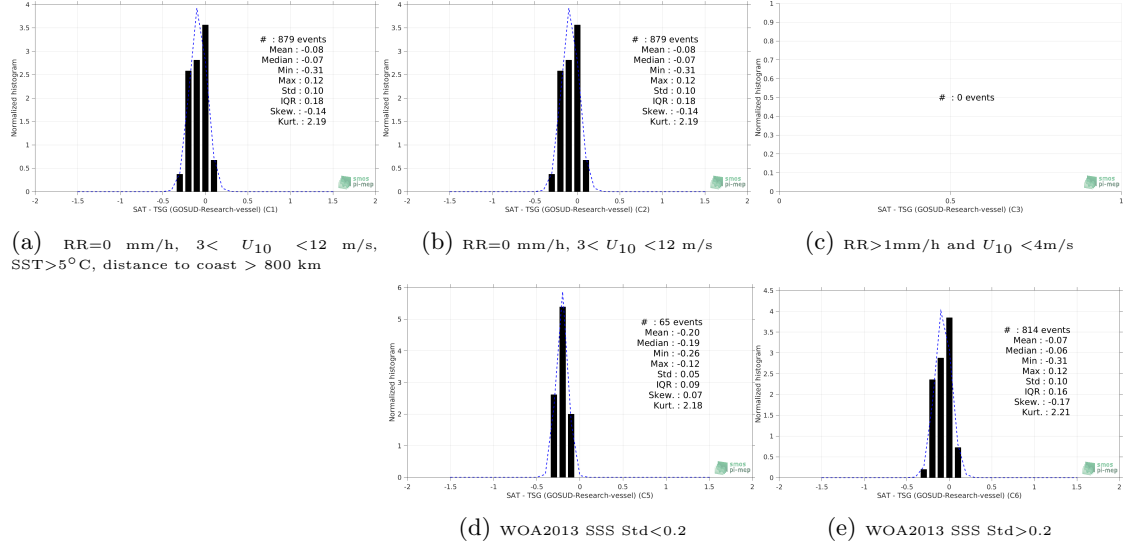 Normalized histogram
4
3.5
3
2.5
2
1.5
1
0.5
0
# : 879 events
Mean : -0.08
Median : -0.07
Min : -0.31
Max : 0.12
Std : 0.10
IQR : 0.18
Skew. : -0.14
Kurt. : 2.19
smos
pi-mep
-2 -1.5 -1 -0.5 0 0.5 1 1.5 2
SAT - TSG (GOSUD-Research-vessel) (C1)
(a) RR=0 mm/h, 3< U10 <12 m/s,
SST>5°C, distance to coast > 800 km
Normalized histogram
4
3.5
3
2.5
2
1.5
1
0.5
0
# : 879 events
Mean : -0.08
Median : -0.07
Min : -0.31
Max : 0.12
Std : 0.10
IQR : 0.18
Skew. : -0.14
Kurt. : 2.19
smos
pi-mep
-2 -1.5 -1 -0.5 0 0.5 1 1.5 2
SAT - TSG (GOSUD-Research-vessel) (C2)
(b) RR=0 mm/h, 3< U10 <12 m/s
Normalized histogram
1
0.9
0.8
0.7
0.6
0.5
0.4
0.3
0.2
0.1
0
# : 0 events
smos
pi-mep
0 0.5 1
SAT - TSG (GOSUD-Research-vessel) (C3)
(c) RR>1mm/h and U10 <4m/s
Normalized histogram
6
5
4
3
2
1
0
# : 65 events
Mean : -0.20
Median : -0.19
Min : -0.26
Max : -0.12
Std : 0.05
IQR : 0.09
Skew. : 0.07
Kurt. : 2.18
smos
pi-mep
-2 -1.5 -1 -0.5 0 0.5 1 1.5 2
SAT - TSG (GOSUD-Research-vessel) (C5)
(d) WOA2013 SSS Std<0.2
Normalized histogram
4.5
4
3.5
3
2.5
2
1.5
1
0.5
0
# : 814 events
Mean : -0.07
Median : -0.06
Min : -0.31
Max : 0.12
Std : 0.10
IQR : 0.16
Skew. : -0.17
Kurt. : 2.21
smos
pi-mep
-2 -1.5 -1 -0.5 0 0.5 1 1.5 2
SAT - TSG (GOSUD-Research-vessel) (C6)
(e) WOA2013 SSS Std>0.2